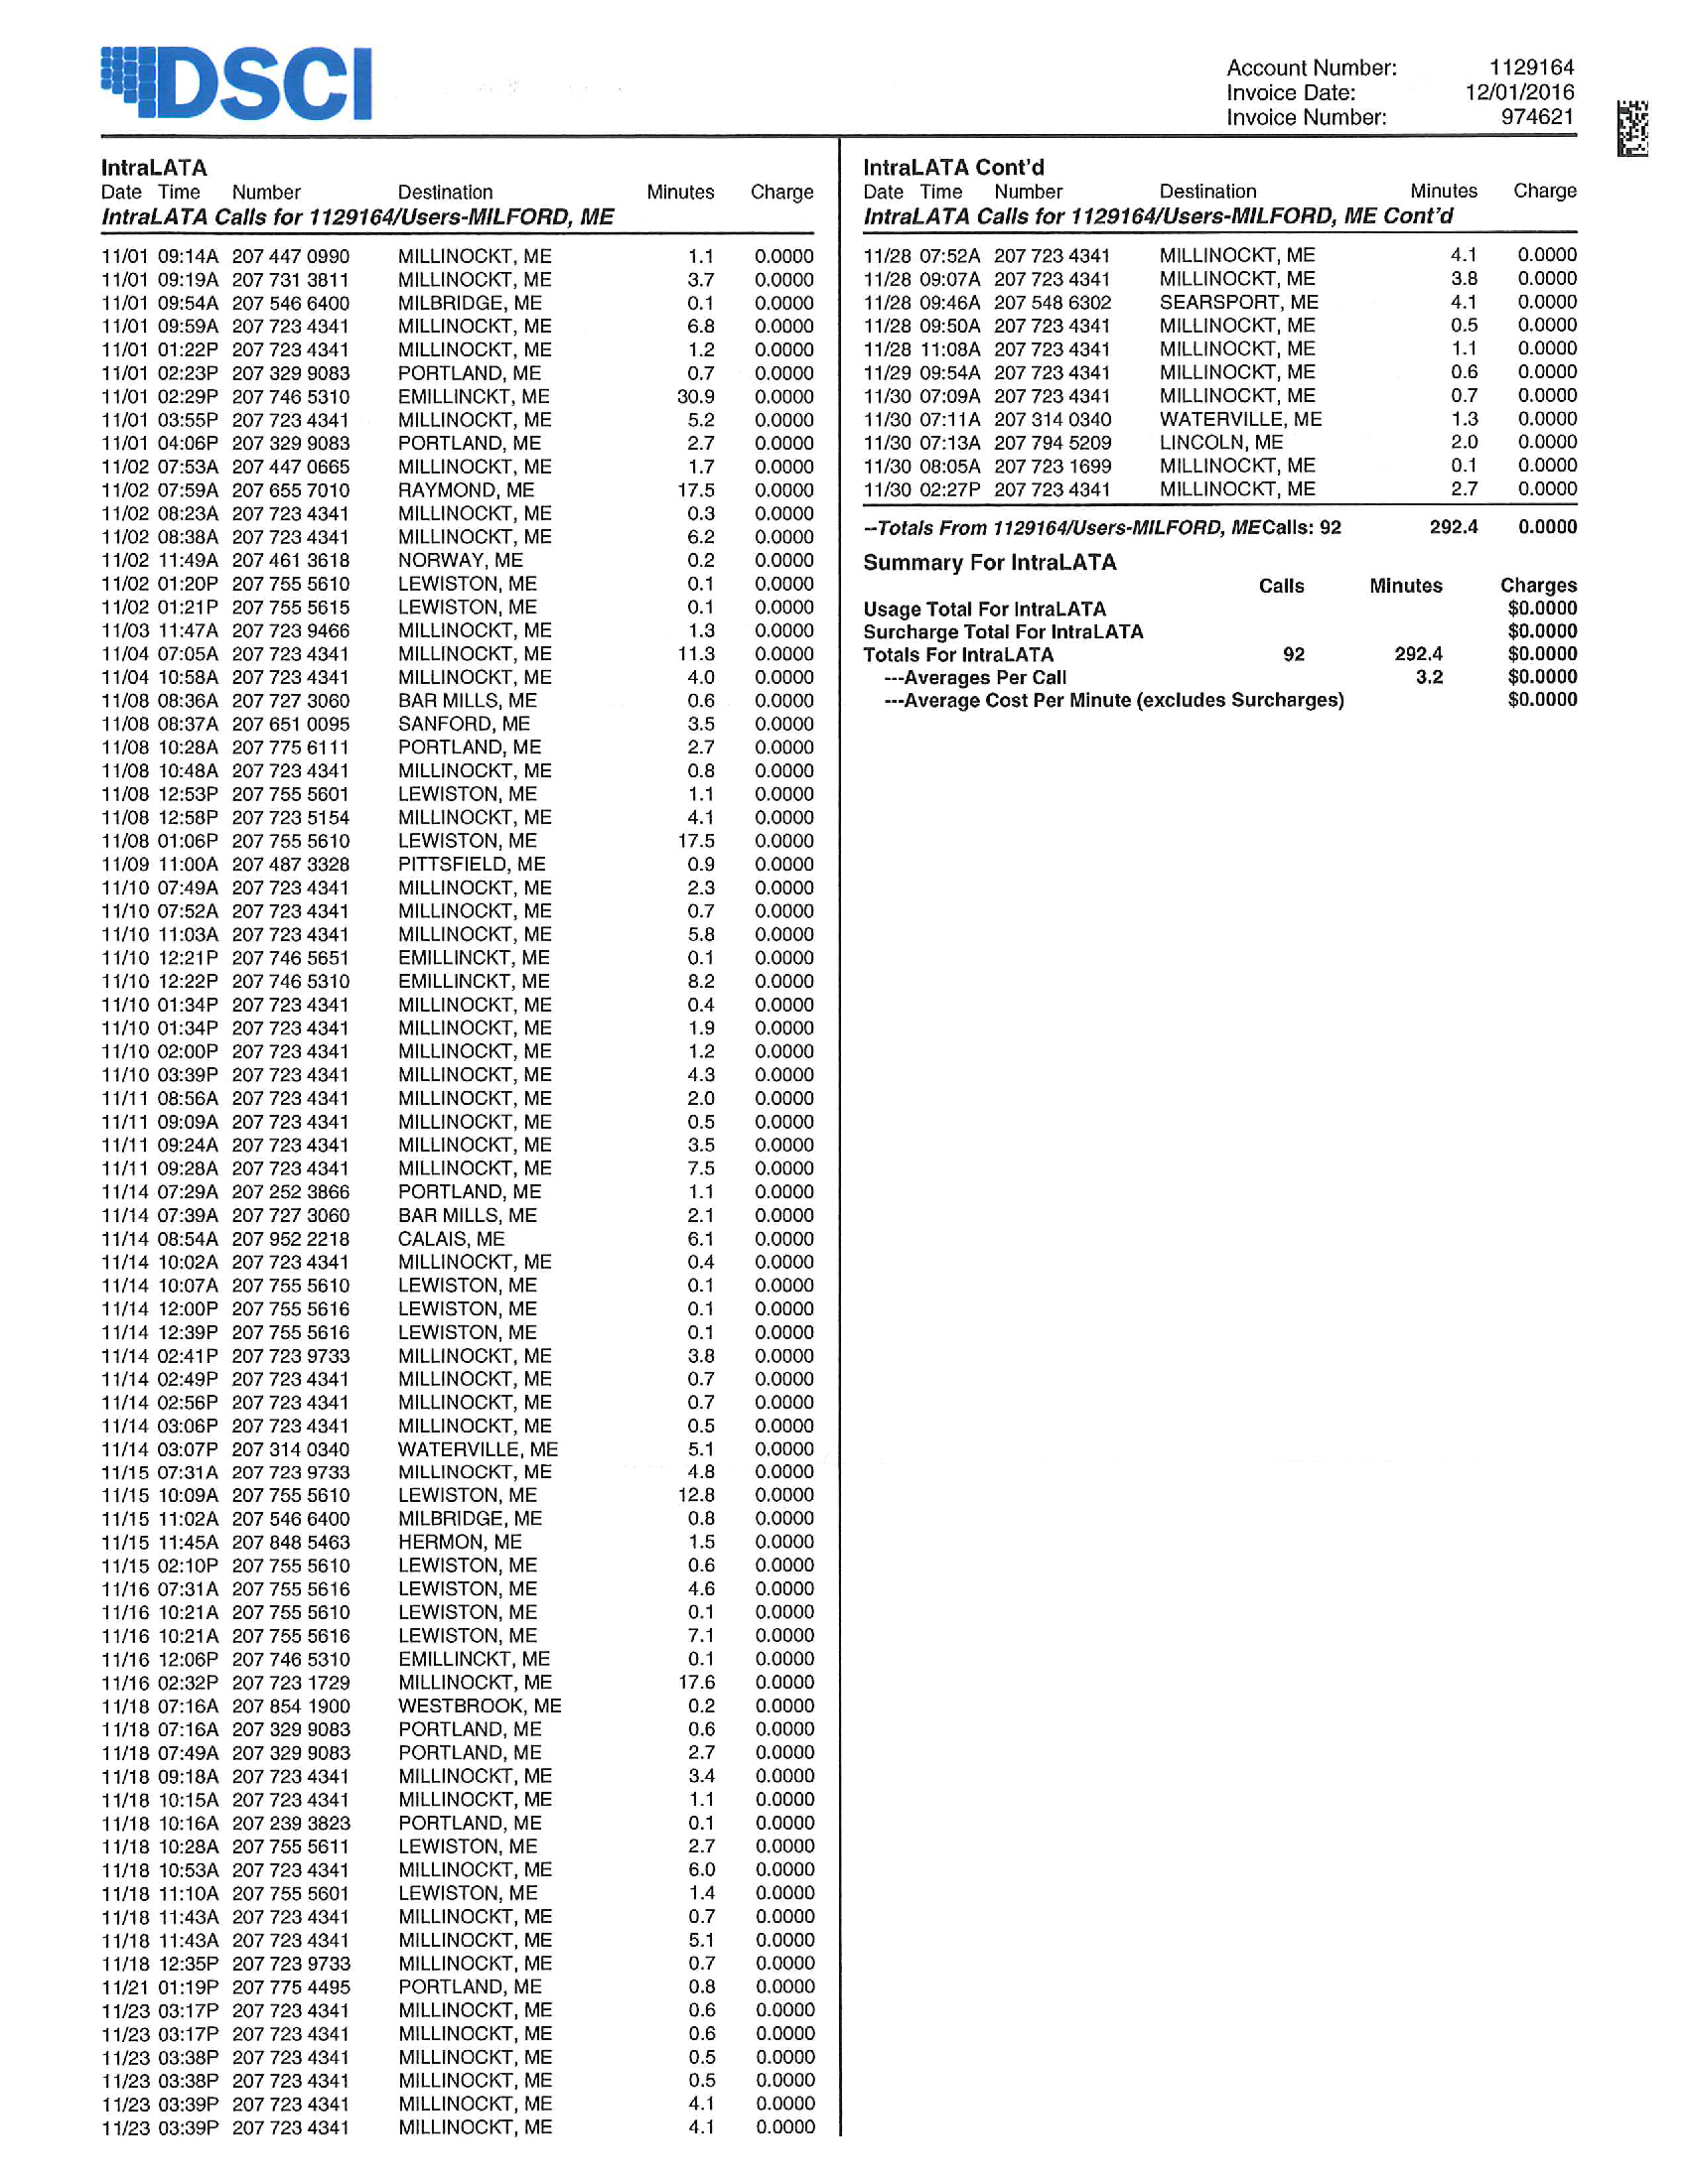 DSCI
Account Number: 1129164
Invoice Date: 12/01/2016
Invoice Number: 974621
IntraLATA
Date Time Number Destination Minutes Charge
IntraLATA Calls for 1129164/Users-MILFORD, ME
11/01 09:14A 207 447 0990 MILLINOCKT, ME 1.1 0.0000
11/01 09:19A 207 731 3811 MILLINOCKT, ME 3.7 0.0000
11/01 09:54A 207 546 6400 MILBRIDGE, ME 0.1 0.0000
11/01 09:59A 207 723 4341 MILLINOCKT, ME 6.8 0.0000
11/01 01:22P 207 723 4341 MILLINOCKT, ME 1.2 0.0000
11/01 02:23P 207 329 9083 PORTLAND, ME 0.7 0.0000
11/01 02:29P 207 746 5310 EMILLINCKT, ME 30.9 0.0000
11/01 03:55P 207 723 4341 MILLINOCKT, ME 5.2 0.0000
11/01 04:06P 207 329 9083 PORTLAND, ME 2.7 0.0000
11/02 07:53A 207 447 0665 MILLINOCKT, ME 1.7 0.0000
11/02 07:59A 207 655 7010 RAYMOND, ME 17.5 0.0000
11/02 08:23A 207 723 4341 MILLINOCKT, ME 0.3 0.0000
11/02 08:38A 207 723 4341 MILLINOCKT, ME 6.2 0.0000
11/02 11:49A 207 461 3618 NORWAY, ME 0.2 0.0000
11/02 01:20P 207 755 5610 LEWISTON, ME 0.1 0.0000
11/02 01:21P 207 755 5615 LEWISTON, ME 0.1 0.0000
11/03 11:47A 207 723 9466 MILLINOCKT, ME 1.3 0.0000
11/04 07:05A 207 723 4341 MILLINOCKT, ME 11.3 0.0000
11/04 10:58A 207 723 4341 MILLINOCKT, ME 4.0 0.0000
11/08 08:36A 207 727 3060 BAR MILLS, ME 0.6 0.0000
11/08 08:37A 207 651 0095 SANFORD, ME 3.5 0.0000
11/08 10:28A 207 775 6111 PORTLAND, ME 2.7 0.0000
11/08 10:48A 207 723 4341 MILLINOCKT, ME 0.8 0.0000
11/08 12:53P 207 755 5601 LEWISTON, ME 1.1 0.0000
11/08 12:58P 207 723 5154 MILLINOCKT, ME 4.1 0.0000
11/08 01:06P 207 755 5610 LEWISTON, ME 17.5 0.0000
11/09 11:00A 207 487 3328 PITTSFIELD, ME 0.9 0.0000
11/10 07:49A 207 723 4341 MILLINOCKT, ME 2.3 0.0000
11/10 07:52A 207 723 4341 MILLINOCKT, ME 0.7 0.0000
11/10 11:03A 207 723 4341 MILLINOCKT, ME 5.8 0.0000
11/10 12:21P 207 746 5651 EMILLINCKT, ME 0.1 0.0000
11/10 12:22P 207 746 5310 EMILLINCKT, ME 8.2 0.0000
11/10 01:34P 207 723 4341 MILLINOCKT, ME 0.4 0.0000
11/10 01:34P 207 723 4341 MILLINOCKT, ME 1.9 0.0000
11/10 02:00P 207 723 4341 MILLINOCKT, ME 1.2 0.0000
11/10 03:39P 207 723 4341 MILLINOCKT, ME 4.3 0.0000
11/11 08:56A 207 723 4341 MILLINOCKT, ME 2.0 0.0000
11/11 09:09A 207 723 4341 MILLINOCKT, ME 0.5 0.0000
11/11 09:24A 207 723 4341 MILLINOCKT, ME 3.5 0.0000
11/11 09:28A 207 723 4341 MILLINOCKT, ME 7.5 0.0000
11/14 07:29A 207 252 3866 PORTLAND, ME 1.1 0.0000
11/14 07:39A 207 727 3060 BAR MILLS, ME 2.1 0.0000
11/14 08:54A 207 952 2218 CALAIS, ME 6.1 0.0000
11/14 10:02A 207 723 4341 MILLINOCKT, ME 0.4 0.0000
11/14 10:07A 207 755 5610 LEWISTON, ME 0.1 0.0000
11/14 12:00P 207 755 5616 LEWISTON, ME 0.1 0.0000
11/14 12:39P 207 755 5616 LEWISTON, ME 0.1 0.0000
11/14 02:41P 207 723 9733 MILLINOCKT, ME 3.8 0.0000
11/14 02:49P 207 723 4341 MILLINOCKT, ME 0.7 0.0000
11/14 02:56P 207 723 4341 MILLINOCKT, ME 0.7 0.0000
11/14 03:06P 207 723 4341 MILLINOCKT, ME 0.5 0.0000
11/14 03:07P 207 314 0340 WATERVILLE, ME 5.1 0.0000
11/15 07:31A 207 723 9733 MILLINOCKT, ME 4.8 0.0000
11/15 10:09A 207 755 5610 LEWISTON, ME 12.8 0.0000
11/15 11:02A 207 546 6400 MILBRIDGE, ME 0.8 0.0000
11/15 11:45A 207 848 5463 HERMON, ME 1.5 0.0000
11/15 02:10P 207 755 5610 LEWISTON, ME 0.6 0.0000
11/16 07:31A 207 755 5616 LEWISTON, ME 4.6 0.0000
11/16 10:21A 207 755 5610 LEWISTON, ME 0.1 0.0000
11/16 10:21A 207 755 5616 LEWISTON, ME 7.1 0.0000
11/16 12:06P 207 746 5310 EMILLINCKT, ME 0.1 0.0000
11/16 02:32P 207 723 1729 MILLINOCKT, ME 17.6 0.0000
11/18 07:16A 207 854 1900 WESTBROOK, ME 0.2 0.0000
11/18 07:16A 207 329 9083 PORTLAND, ME 0.6 0.0000
11/18 07:49A 207 329 9083 PORTLAND, ME 2.7 0.0000
11/18 09:18A 207 723 4341 MILLINOCKT, ME 3.4 0.0000
11/18 10:15A 207 723 4341 MILLINOCKT, ME 1.1 0.0000
11/18 10:16A 207 239 3823 PORTLAND, ME 0.1 0.0000
11/18 10:28A 207 755 5611 LEWISTON, ME 2.7 0.0000
11/18 10:53A 207 723 4341 MILLINOCKT, ME 6.0 0.0000
11/18 11:10A 207 755 5601 LEWISTON, ME 1.4 0.0000
11/18 11:43A 207 723 4341 MILLINOCKT, ME 0.7 0.0000
11/18 11:43A 207 723 4341 MILLINOCKT, ME 5.1 0.0000
11/18 12:35P 207 723 9733 MILLINOCKT, ME 0.7 0.0000
11/21 01:19P 207 775 4495 PORTLAND, ME 0.8 0.0000
11/23 03:17P 207 723 4341 MILLINOCKT, ME 0.6 0.0000
11/23 03:17P 207 723 4341 MILLINOCKT, ME 0.6 0.0000
11/23 03:38P 207 723 4341 MILLINOCKT, ME 0.5 0.0000
11/23 03:38P 207 723 4341 MILLINOCKT, ME 0.5 0.0000
11/23 03:39P 207 723 4341 MILLINOCKT, ME 4.1 0.0000
11/23 03:39P 207 723 4341 MILLINOCKT, ME 4.1 0.0000
IntraLATA Cont'd
Date Time Number Destination Minutes Charge
IntraLATA Calls for 1129164/Users-MILFORD, ME Cont'd
11/28 07:52A 207 723 4341 MILLINOCKT, ME 4.1 0.0000
11/28 09:07A 207 723 4341 MILLINOCKT, ME 3.8 0.0000
11/28 09:46A 207 548 6302 SEARSPORT, ME 4.1 0.0000
11/28 09:50A 207 723 4341 MILLINOCKT, ME 0.5 0.0000
11/28 11:08A 207 723 4341 MILLINOCKT, ME 1.1 0.0000
11/29 09:54A 207 723 4341 MILLINOCKT, ME 0.6 0.0000
11/30 07:09A 207 723 4341 MILLINOCKT, ME 0.7 0.0000
11/30 07:11A 207 314 0340 WATERVILLE, ME 1.3 0.0000
11/30 07:13A 207 794 5209 LINCOLN, ME 2.0 0.0000
11/30 08:05A 207 723 1699 MILLINOCKT, ME 0.1 0.0000
11/30 02:27P 207 723 4341 MILLINOCKT, ME 2.7 0.0000
--Totals From 1129164/Users-MILFORD, MECalls: 92 292.4 0.0000
Summary For IntraLATA
Calls Minutes Charges
Usage Total For IntraLATA $0.0000
Surcharge Total For IntraLATA $0.0000
Totals For IntraLATA 92 292.4 $0.0000
---Averages Per Call 3.2 $0.0000
---Average Cost Per Minute (excludes Surcharges) $0.0000